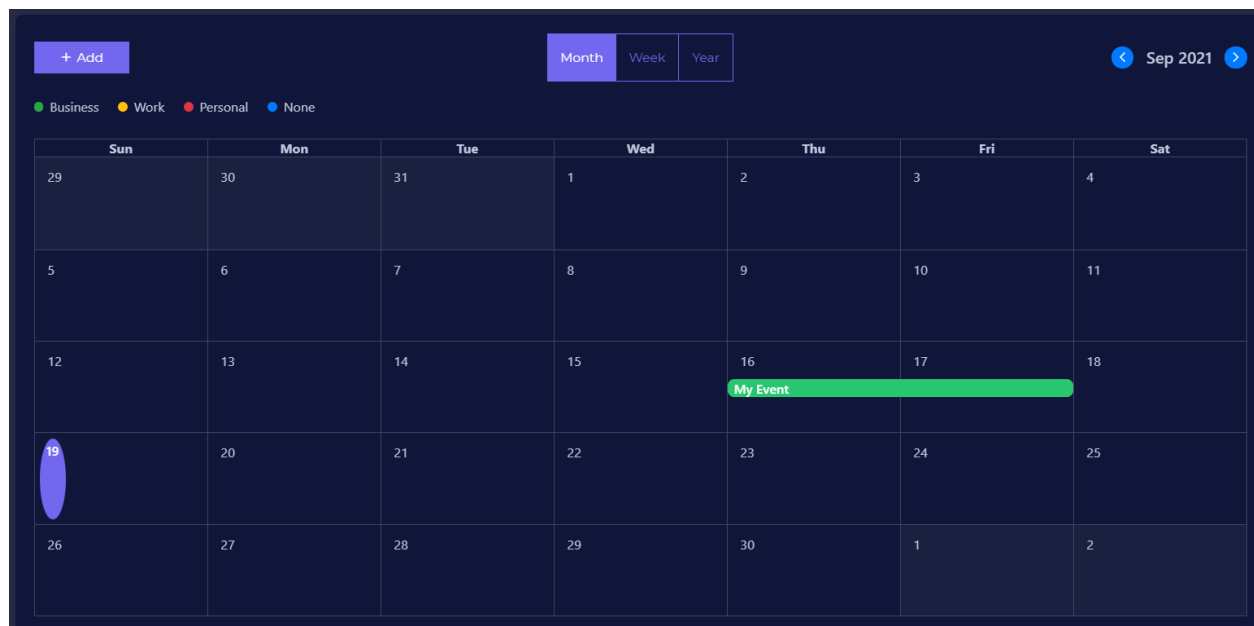 + Add
Month Week Year
Sep 2021
Business Work Personal None
Sun Mon Tue Wed Thu Fri Sat
29 30 31 1 2 3 4
5 6 7 8 9 10 11
12 13 14 15 16 17 18
My Event
19 20 21 22 23 24 25
26 27 28 29 30 1 2